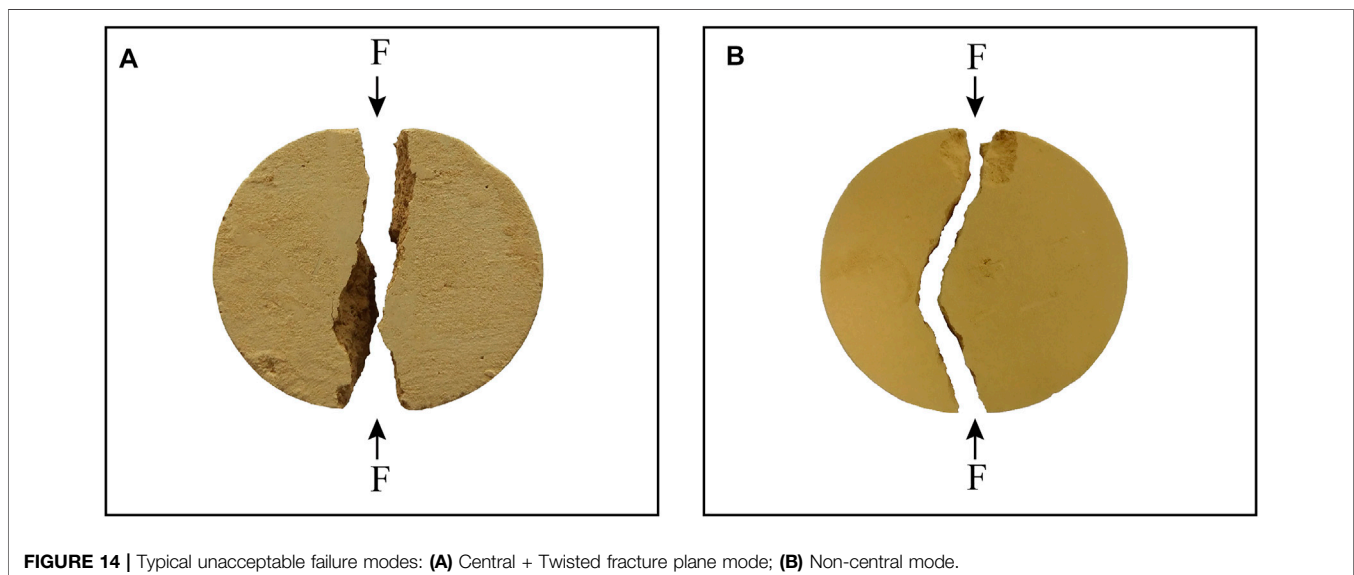 A
F
F
B
F
F
FIGURE 14 | Typical unacceptable failure modes: (A) Central + Twisted fracture plane mode; (B) Non-central mode.